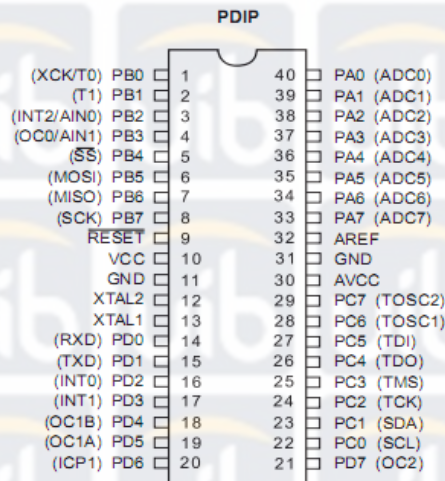 PDIP
(XCK/T0) PB0 1 40 PA0 (ADC0)
(T1) PB1 2 39 PA1 (ADC1)
(INT2/AIN0) PB2 3 38 PA2 (ADC2)
(OC0/AIN1) PB3 4 37 PA3 (ADC3)
(S̅S̅) PB4 5 36 PA4 (ADC4)
(MOSI) PB5 6 35 PA5 (ADC5)
(MISO) PB6 7 34 PA6 (ADC6)
(SCK) PB7 8 33 PA7 (ADC7)
R̅E̅S̅E̅T̅ 9 32 AREF
VCC 10 31 GND
GND 11 30 AVCC
XTAL2 12 29 PC7 (TOSC2)
XTAL1 13 28 PC6 (TOSC1)
(RXD) PD0 14 27 PC5 (TDI)
(TXD) PD1 15 26 PC4 (TDO)
(INT0) PD2 16 25 PC3 (TMS)
(INT1) PD3 17 24 PC2 (TCK)
(OC1B) PD4 18 23 PC1 (SDA)
(OC1A) PD5 19 22 PC0 (SCL)
(ICP1) PD6 20 21 PD7 (OC2)